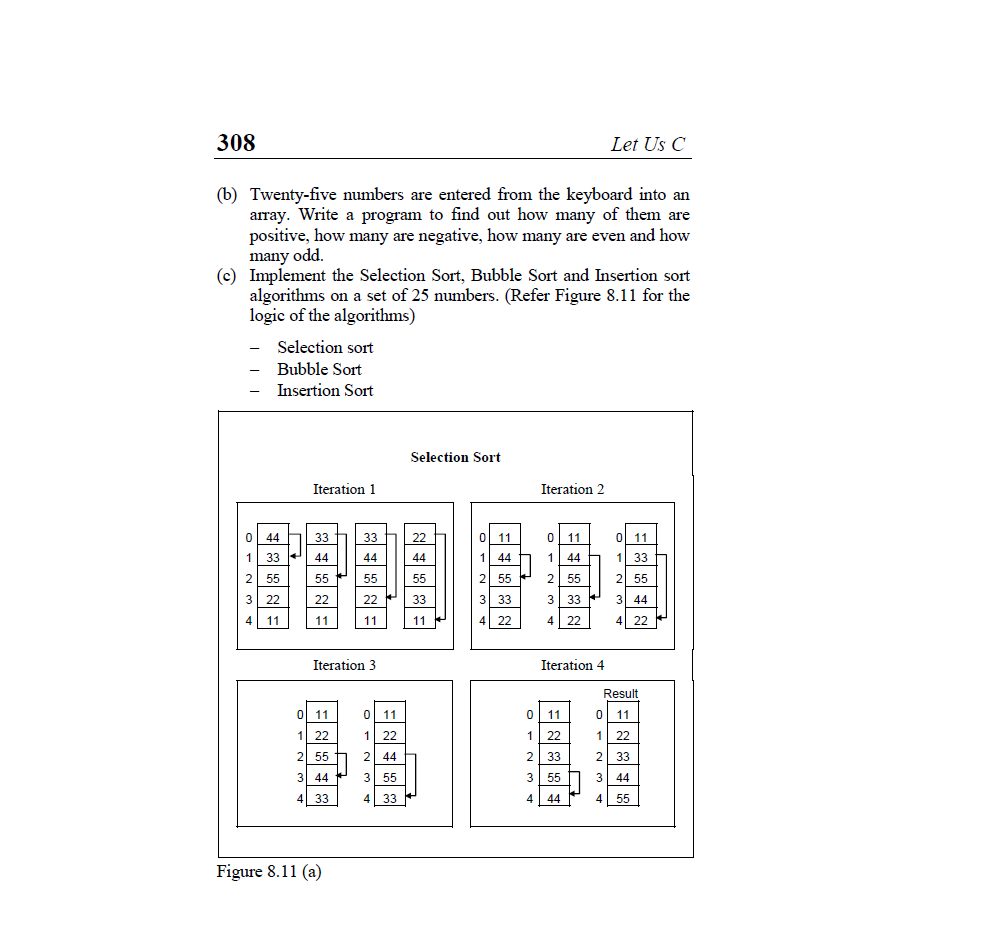 308 Let Us C
(b) Twenty-five numbers are entered from the keyboard into an
array. Write a program to find out how many of them are
positive, how many are negative, how many are even and how
many odd.
(c) Implement the Selection Sort, Bubble Sort and Insertion sort
algorithms on a set of 25 numbers. (Refer Figure 8.11 for the
logic of the algorithms)
– Selection sort
– Bubble Sort
– Insertion Sort
Selection Sort
Iteration 1 Iteration 2
0 44 33 33 22 0 11 0 11 0 11
1 33 44 44 44 1 44 1 44 1 33
2 55 55 55 55 2 55 2 55 2 55
3 22 22 22 33 3 33 3 33 3 44
4 11 11 11 11 4 22 4 22 4 22
Iteration 3 Iteration 4
Result
0 11 0 11 0 11 0 11
1 22 1 22 1 22 1 22
2 55 2 44 2 33 2 33
3 44 3 55 3 55 3 44
4 33 4 33 4 44 4 55
Figure 8.11 (a)